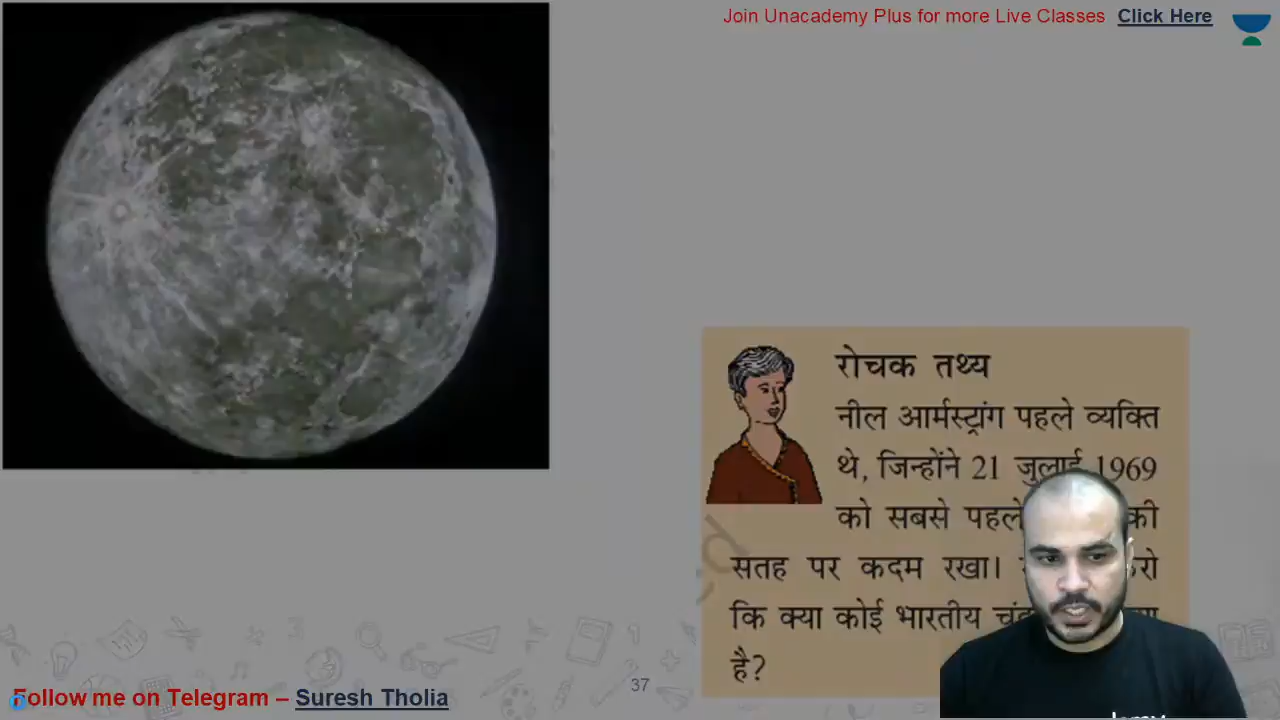 Join Unacademy Plus for more Live Classes Click Here
रोचक तथ्य
नील आर्मस्ट्रांग पहले व्यक्ति
थे, जिन्होंने 21 जुलाई 1969
को सबसे पहले की
सतह पर कदम रखा।
कि क्या कोई भारतीय
है?
37
Follow me on Telegram – Suresh Tholia